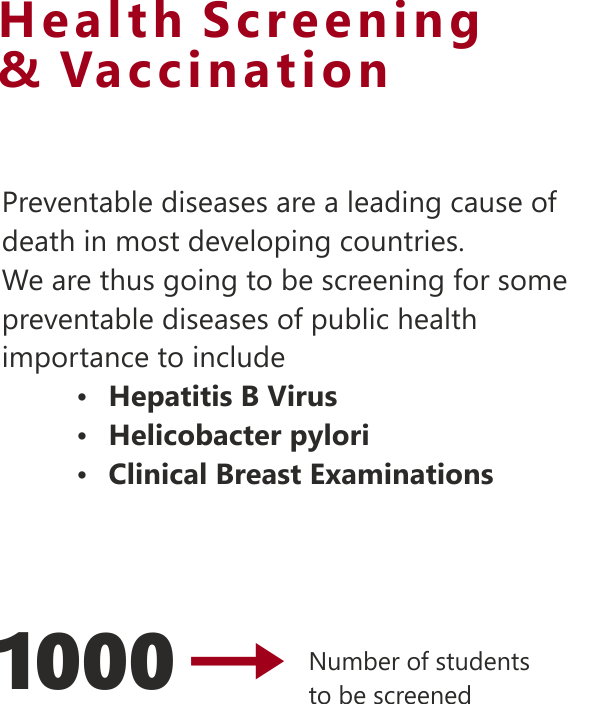 Health Screening
& Vaccination
Preventable diseases are a leading cause of
death in most developing countries.
We are thus going to be screening for some
preventable diseases of public health
importance to include
• Hepatitis B Virus
• Helicobacter pylori
• Clinical Breast Examinations
1000
Number of students
to be screened